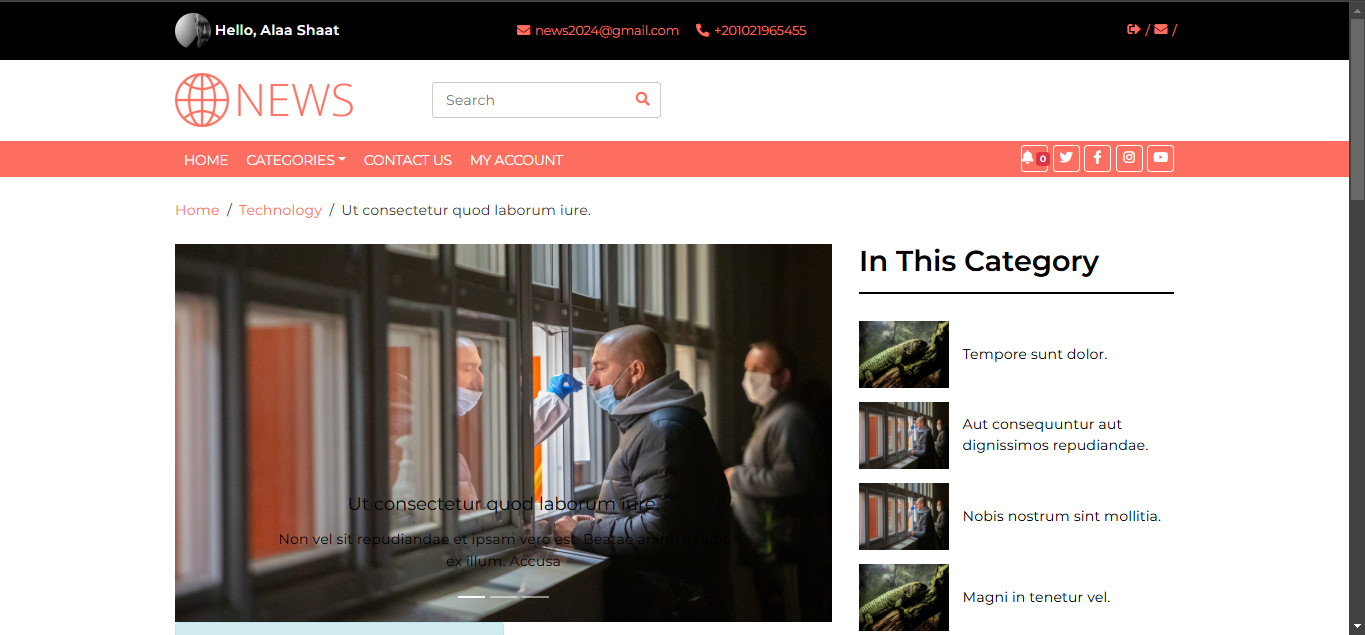 Hello, Alaa Shaat
news2024@gmail.com +201021965455
/ /
NEWS
Search
HOME CATEGORIES CONTACT US MY ACCOUNT
0
Home / Technology / Ut consectetur quod laborum iure.
In This Category
Tempore sunt dolor.
Aut consequuntur aut
dignissimos repudiandae.
Nobis nostrum sint mollitia.
Magni in tenetur vel.
Ut consectetur quod laborum iure.
Non vel sit repudiandae et ipsam vero est. Beatae animi a fugit
ex illum. Accusa